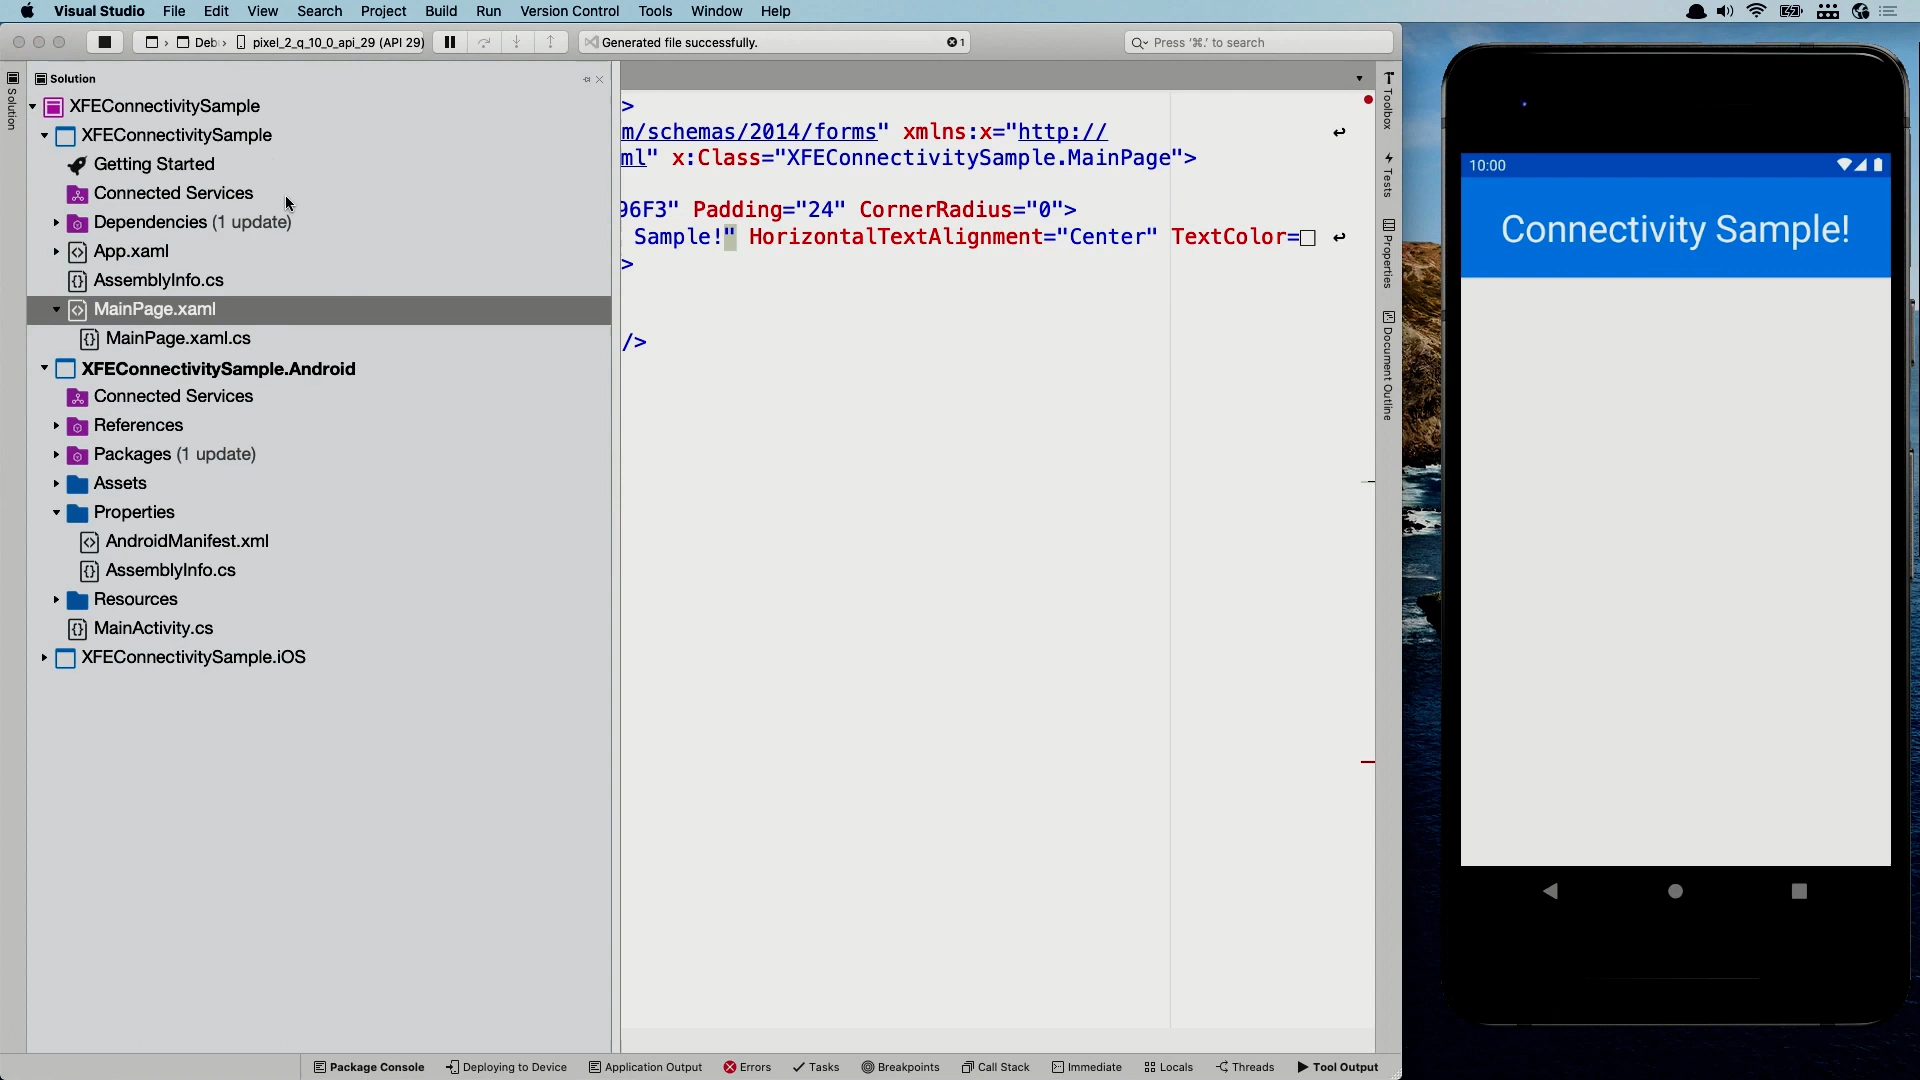 Visual Studio File Edit View Search Project Build Run Version Control Tools Window Help
Deb pixel_2_q_10_0_api_29 (API 29) Generated file successfully. 1 Press ‘⌘.’ to search
Solution
Solution
XFEConnectivitySample
XFEConnectivitySample
Getting Started
Connected Services
Dependencies (1 update)
App.xaml
AssemblyInfo.cs
MainPage.xaml
MainPage.xaml.cs
XFEConnectivitySample.Android
Connected Services
References
Packages (1 update)
Assets
Properties
AndroidManifest.xml
AssemblyInfo.cs
Resources
MainActivity.cs
XFEConnectivitySample.iOS
>
m/schemas/2014/forms" xmlns:x="http://
ml" x:Class="XFEConnectivitySample.MainPage">
96F3" Padding="24" CornerRadius="0">
Sample!" HorizontalTextAlignment="Center" TextColor=
>
/>
Toolbox
Tests
Properties
Document Outline
10:00
Connectivity Sample!
Package Console Deploying to Device Application Output Errors Tasks Breakpoints Call Stack Immediate Locals Threads Tool Output